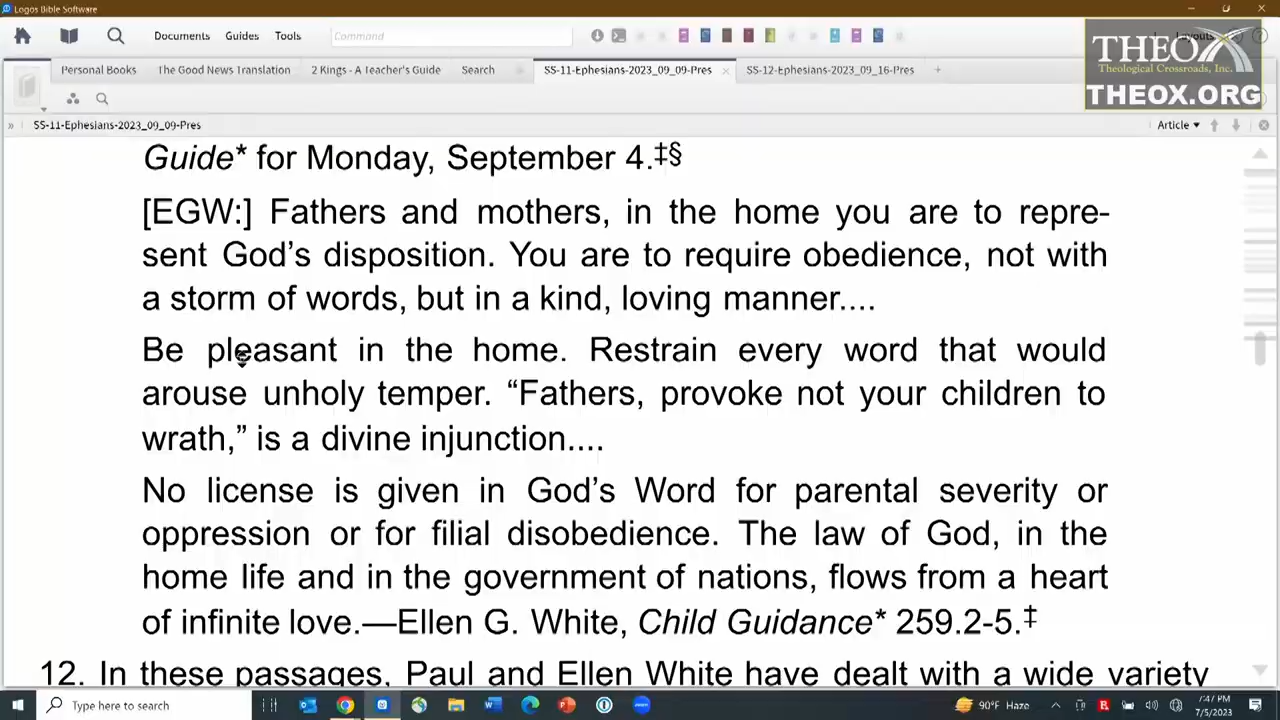 Logos Bible Software
Documents Guides Tools Command Layouts
THEOX
Theological Crossroads, Inc.
THEOX.ORG
Personal Books The Good News Translation 2 Kings - A Teacher's SS-11-Ephesians-2023_09_09-Pres SS-12-Ephesians-2023_09_16-Pres
SS-11-Ephesians-2023_09_09-Pres Article
Guide* for Monday, September 4.‡§
[EGW:] Fathers and mothers, in the home you are to repre-
sent God’s disposition. You are to require obedience, not with
a storm of words, but in a kind, loving manner....
Be pleasant in the home. Restrain every word that would
arouse unholy temper. “Fathers, provoke not your children to
wrath,” is a divine injunction....
No license is given in God’s Word for parental severity or
oppression or for filial disobedience. The law of God, in the
home life and in the government of nations, flows from a heart
of infinite love.—Ellen G. White, Child Guidance* 259.2-5.‡
12. In these passages, Paul and Ellen White have dealt with a wide variety
Type here to search
90°F Haze
7:47 PM
7/5/2023